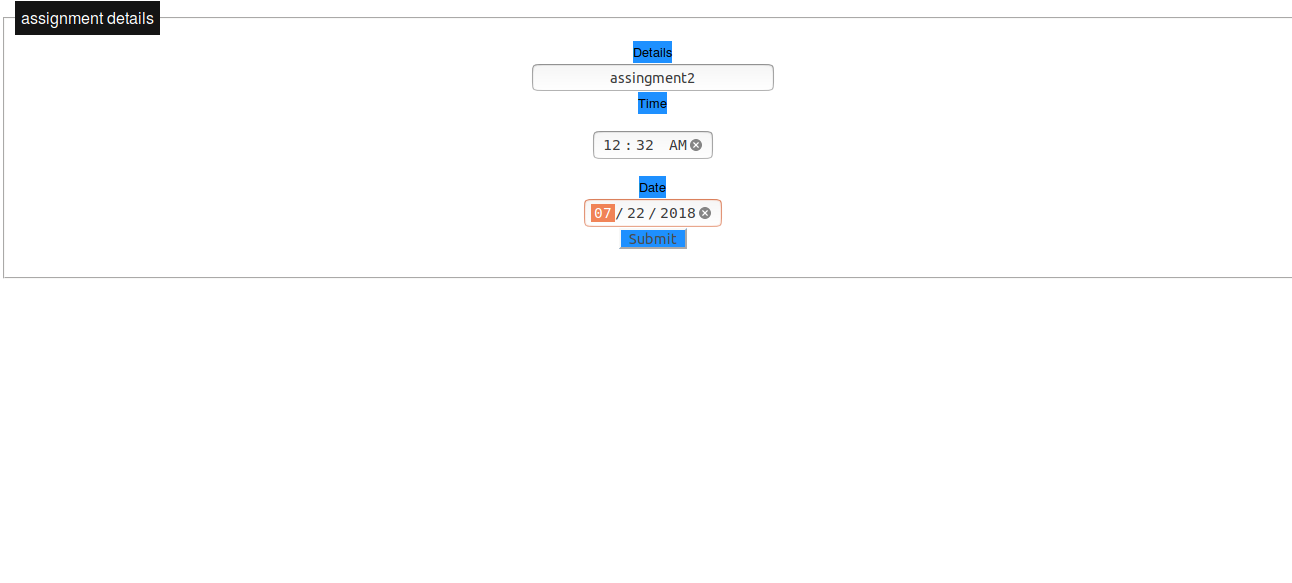 assignment details
Details
assingment2
Time
12:32 AM
Date
07/22/2018
Submit